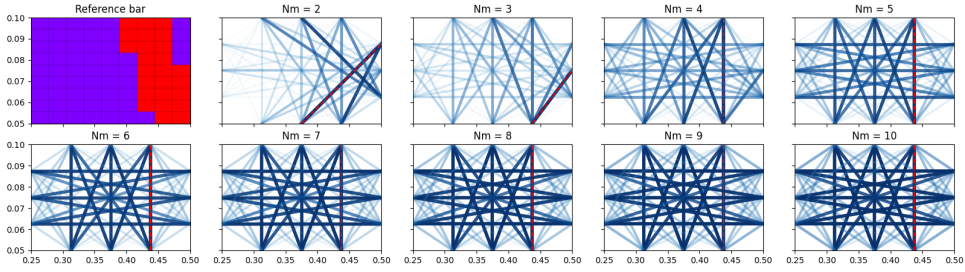 Reference bar
Nm = 2
Nm = 3
Nm = 4
Nm = 5
0.10
0.09
0.08
0.07
0.06
0.05
Nm = 6
Nm = 7
Nm = 8
Nm = 9
Nm = 10
0.10
0.09
0.08
0.07
0.06
0.05
0.25 0.30 0.35 0.40 0.45 0.50
0.25 0.30 0.35 0.40 0.45 0.50
0.25 0.30 0.35 0.40 0.45 0.50
0.25 0.30 0.35 0.40 0.45 0.50
0.25 0.30 0.35 0.40 0.45 0.50